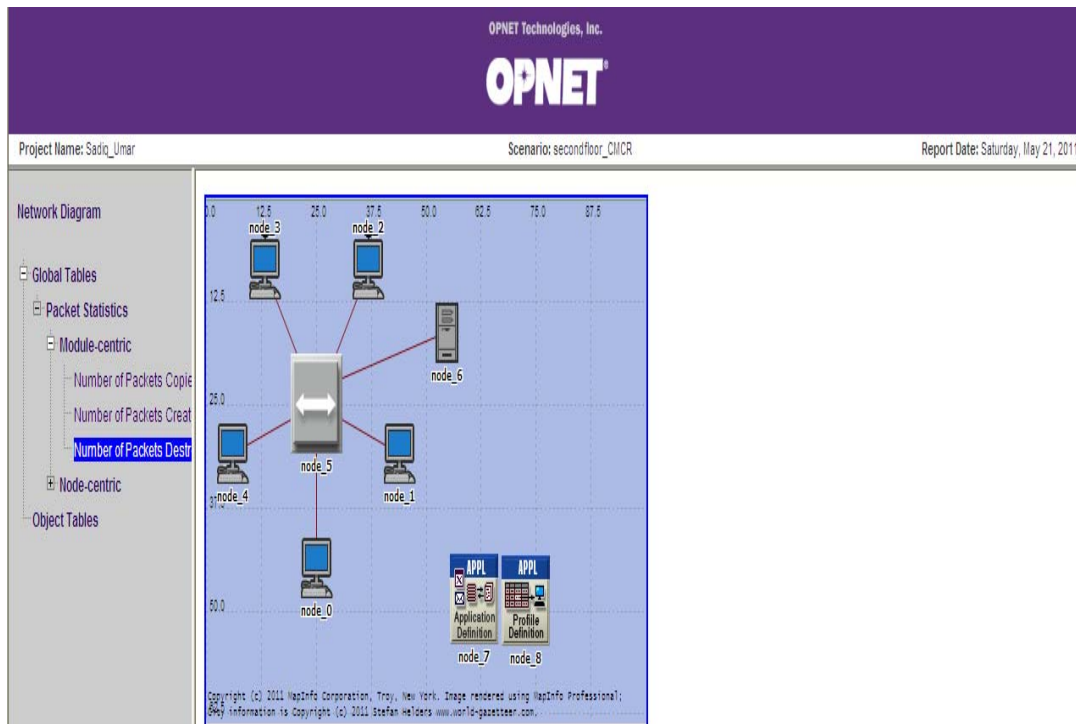 OPNET Technologies, Inc.
OPNET®
Project Name: Sadiq_Umar
Scenario: secondfloor_CMCR
Report Date: Saturday, May 21, 2011
Network Diagram
Global Tables
Packet Statistics
Module-centric
Number of Packets Copie
Number of Packets Creat
Number of Packets Destr
Node-centric
Object Tables
0.0 12.5 25.0 37.5 50.0 62.5 75.0 87.5
node_3 node_2
12.5
node_6
25.0
node_5
node_4 node_1
37.5
APPL APPL
50.0
node_0
Application Definition
Profile Definition
node_7 node_8
Copyright (c) 2011 MapInfo Corporation, Troy, New York. Image rendered using MapInfo Professional;
City information is Copyright (c) 2011 Stefan Helders www.world-gazetteer.com.